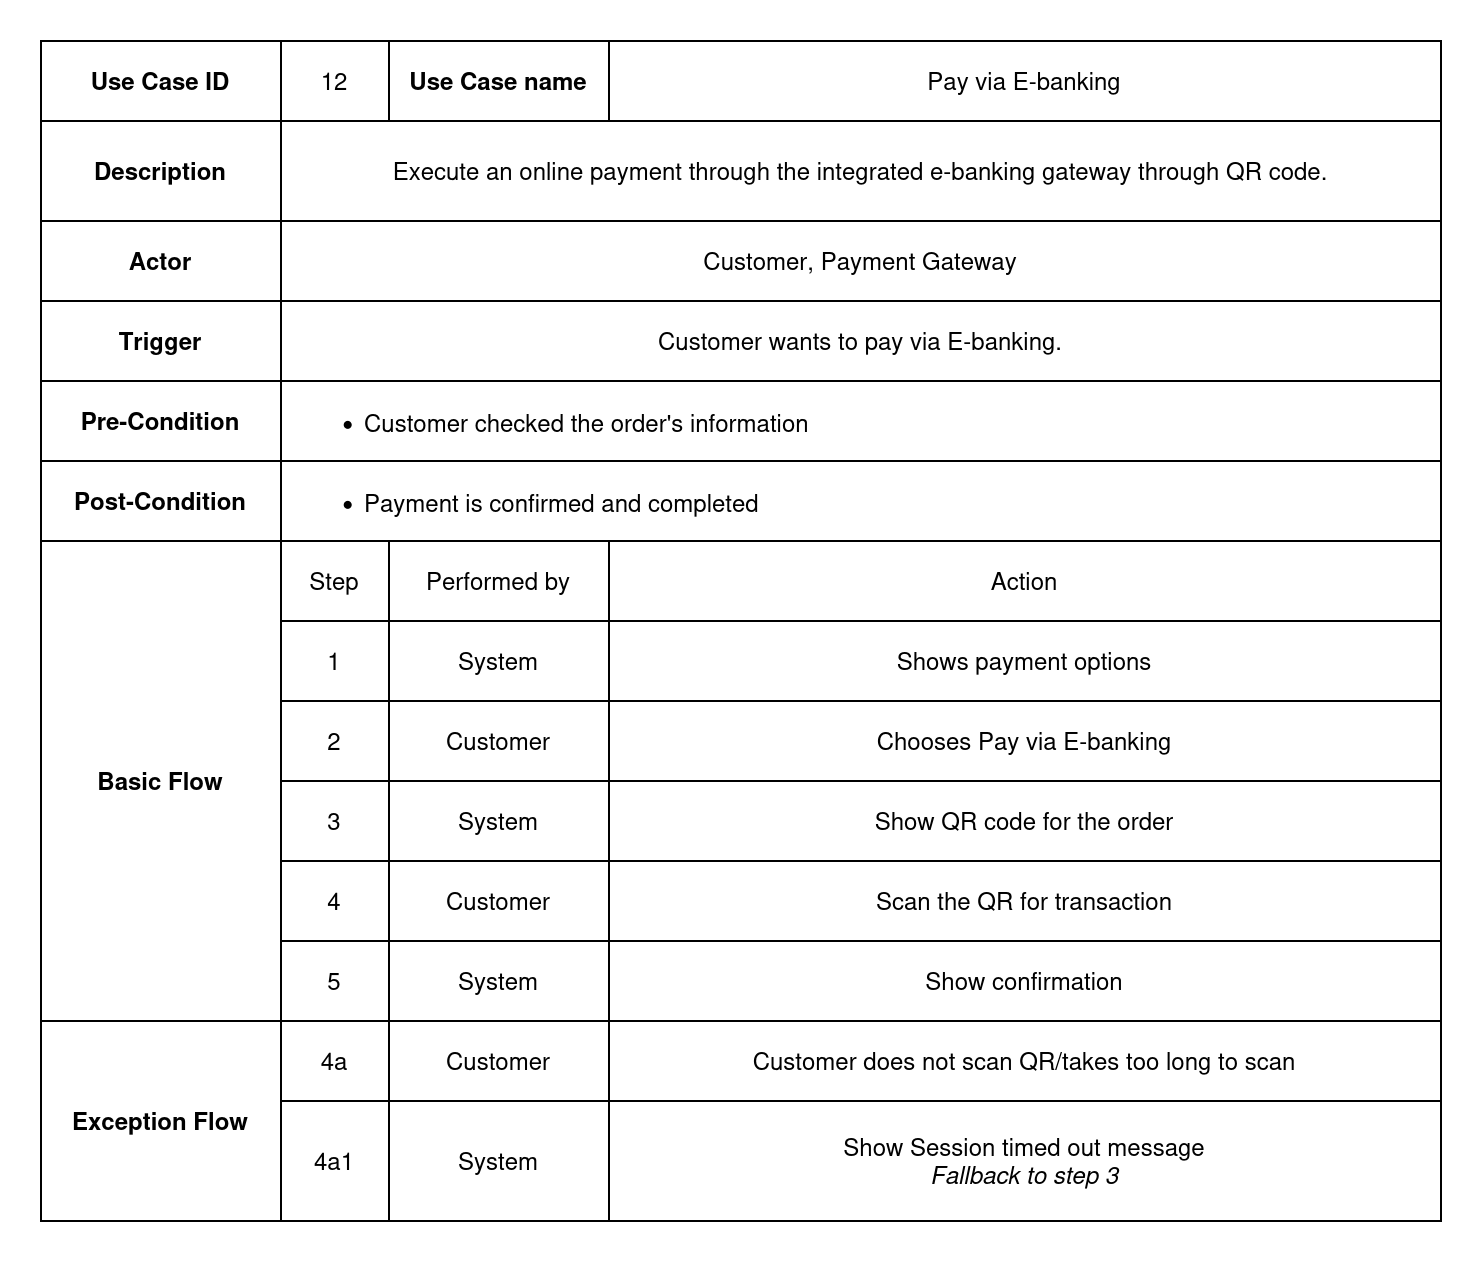 Use Case ID 12 Use Case name Pay via E-banking
Description Execute an online payment through the integrated e-banking gateway through QR code.
Actor Customer, Payment Gateway
Trigger Customer wants to pay via E-banking.
Pre-Condition • Customer checked the order's information
Post-Condition • Payment is confirmed and completed
Basic Flow
Step Performed by Action
1 System Shows payment options
2 Customer Chooses Pay via E-banking
3 System Show QR code for the order
4 Customer Scan the QR for transaction
5 System Show confirmation
Exception Flow
4a Customer Customer does not scan QR/takes too long to scan
4a1 System Show Session timed out message
Fallback to step 3